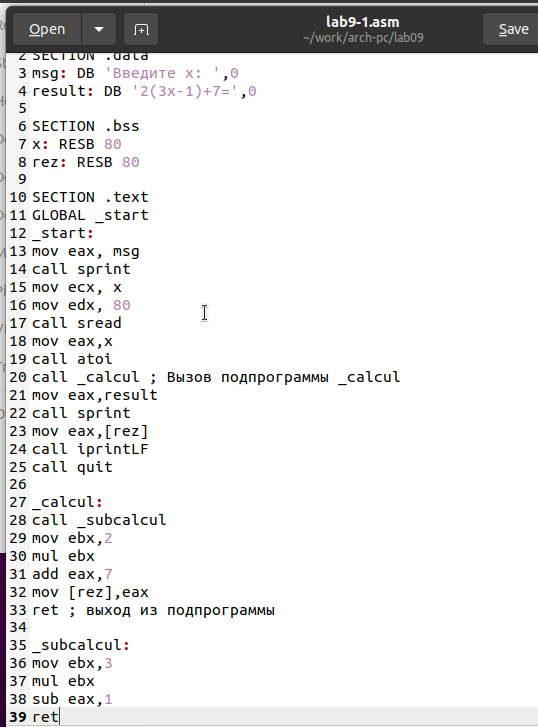 Open
lab9-1.asm
~/work/arch-pc/lab09
Save
2 SECTION .data
3 msg: DB 'Введите x: ',0
4 result: DB '2(3x-1)+7=',0
5
6 SECTION .bss
7 x: RESB 80
8 rez: RESB 80
9
10 SECTION .text
11 GLOBAL _start
12 _start:
13 mov eax, msg
14 call sprint
15 mov ecx, x
16 mov edx, 80
17 call sread
18 mov eax,x
19 call atoi
20 call _calcul ; Вызов подпрограммы _calcul
21 mov eax,result
22 call sprint
23 mov eax,[rez]
24 call iprintLF
25 call quit
26
27 _calcul:
28 call _subcalcul
29 mov ebx,2
30 mul ebx
31 add eax,7
32 mov [rez],eax
33 ret ; выход из подпрограммы
34
35 _subcalcul:
36 mov ebx,3
37 mul ebx
38 sub eax,1
39 ret